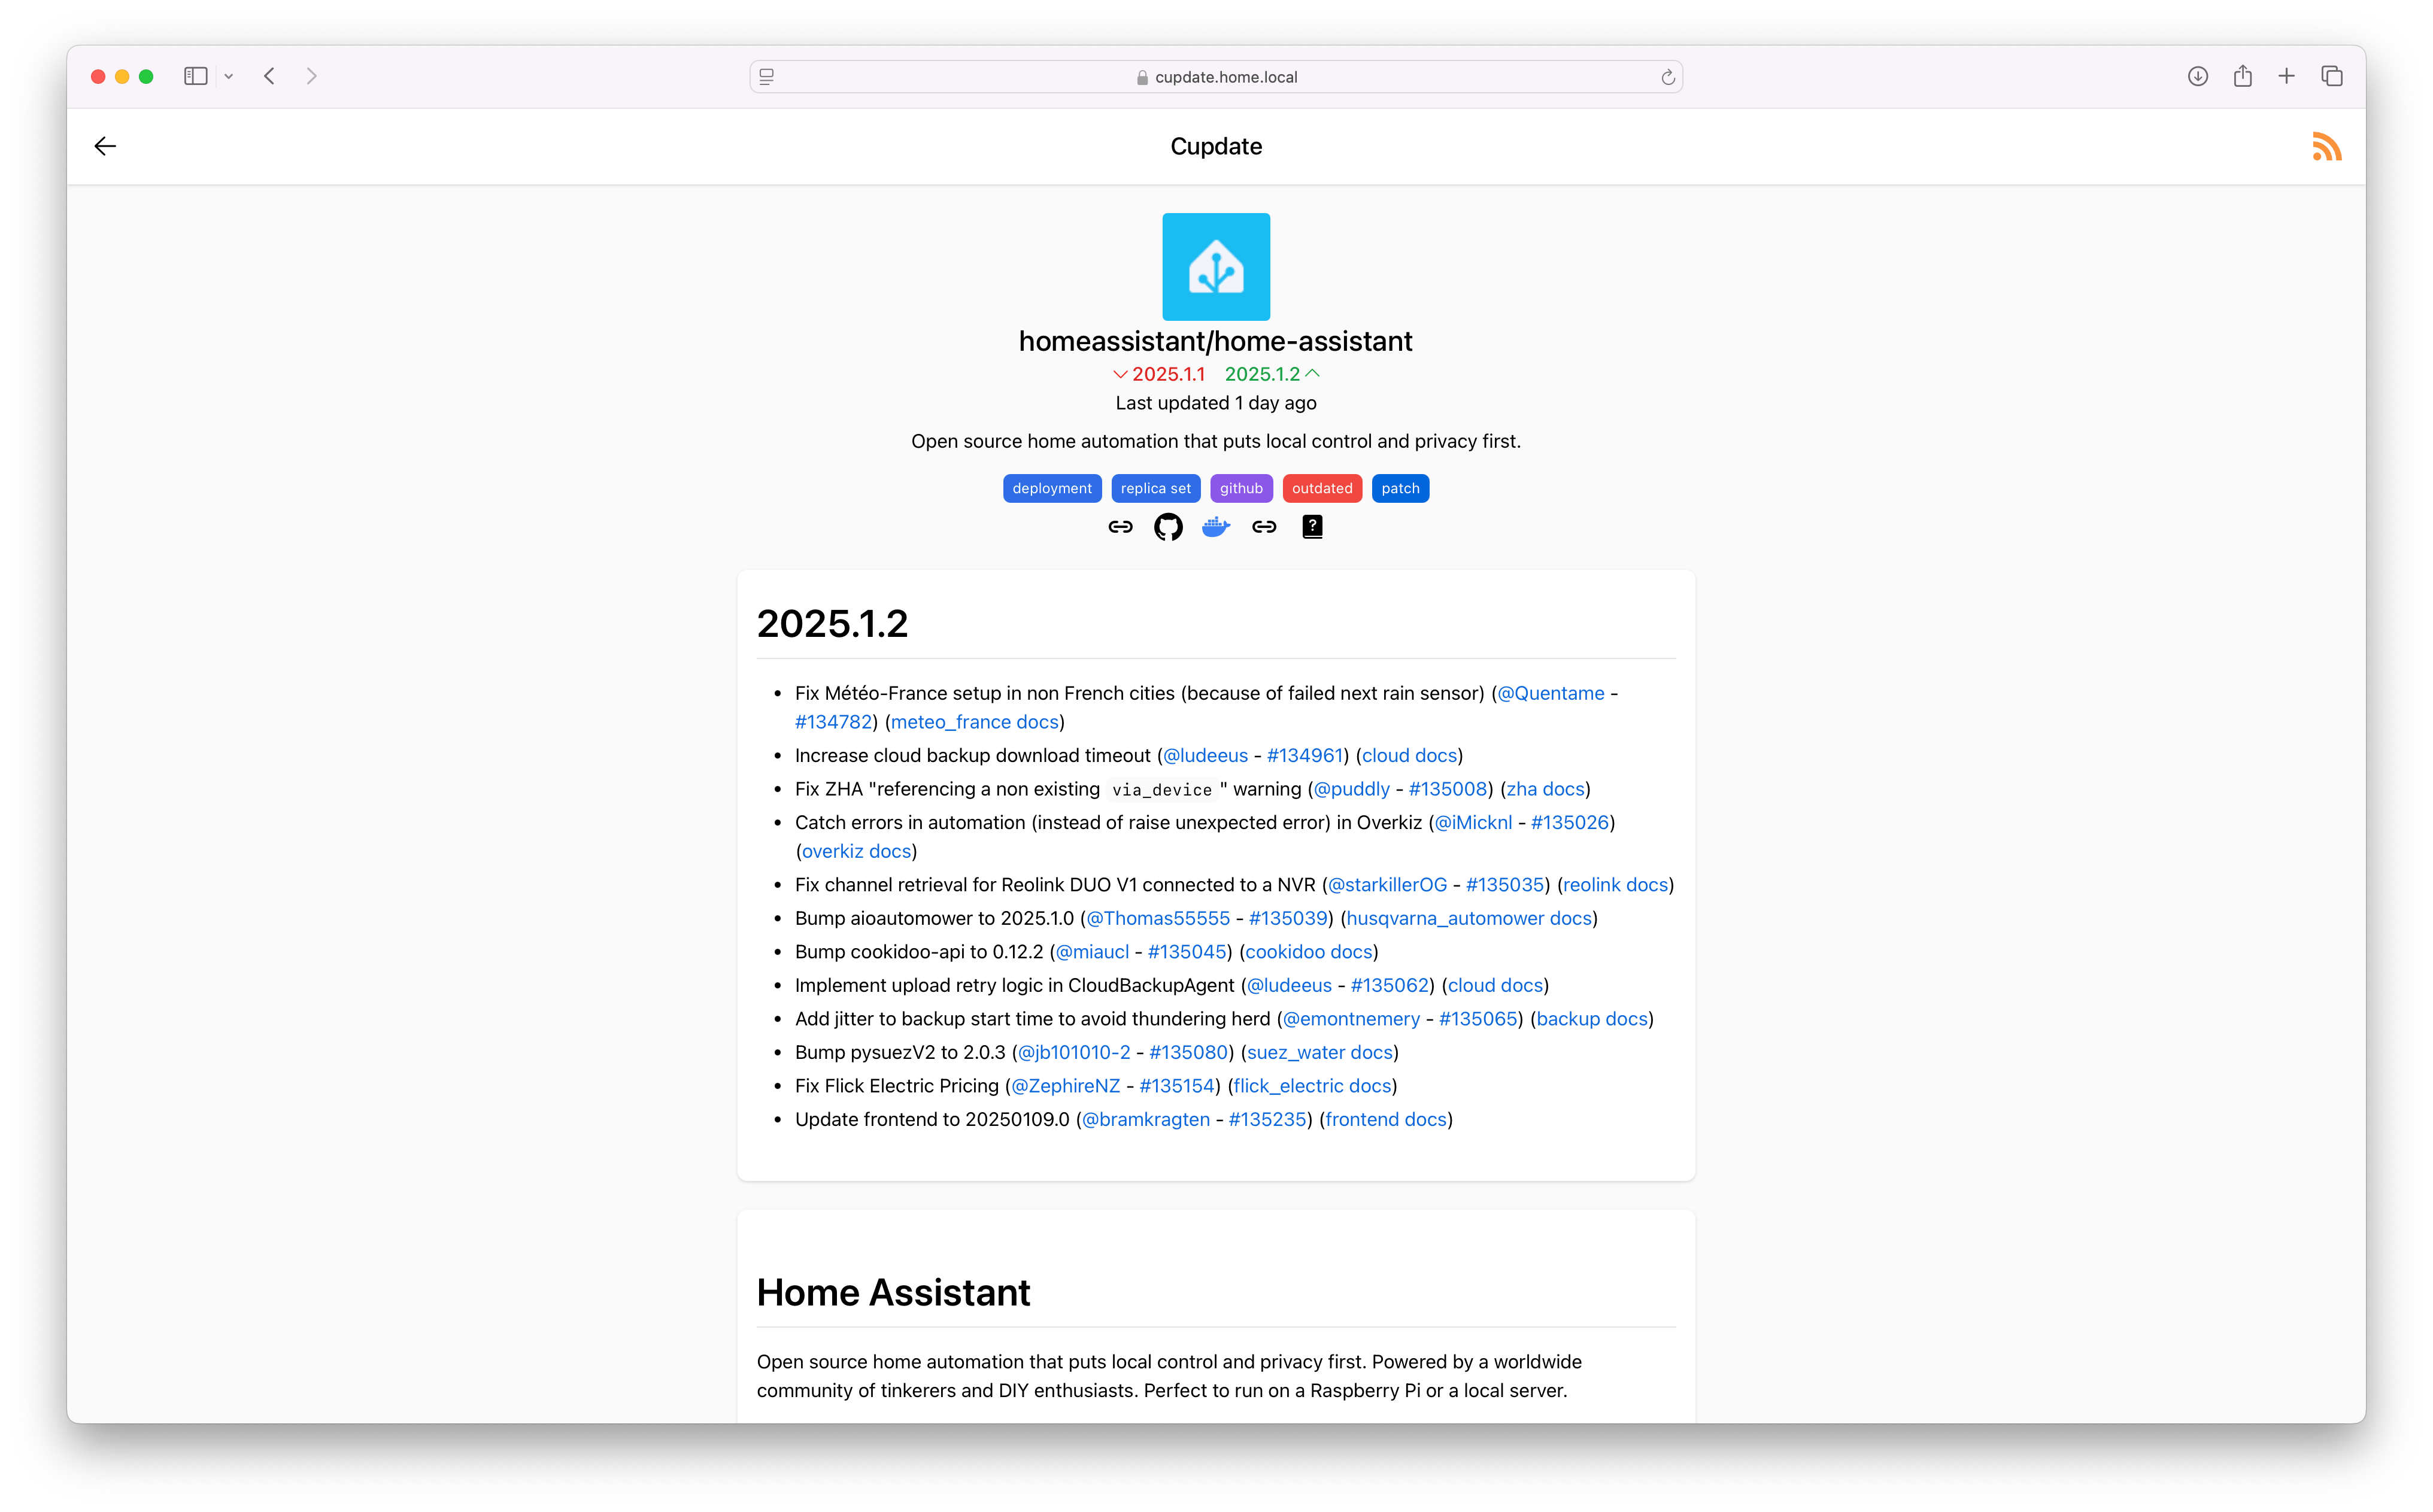 cupdate.home.local
Cupdate
homeassistant/home-assistant
2025.1.1 2025.1.2
Last updated 1 day ago
Open source home automation that puts local control and privacy first.
deployment replica set github outdated patch
?
2025.1.2
• Fix Météo-France setup in non French cities (because of failed next rain sensor) (@Quentame -
#134782) (meteo_france docs)
• Increase cloud backup download timeout (@ludeeus - #134961) (cloud docs)
• Fix ZHA "referencing a non existing via_device " warning (@puddly - #135008) (zha docs)
• Catch errors in automation (instead of raise unexpected error) in Overkiz (@iMicknl - #135026)
(overkiz docs)
• Fix channel retrieval for Reolink DUO V1 connected to a NVR (@starkillerOG - #135035) (reolink docs)
• Bump aioautomower to 2025.1.0 (@Thomas55555 - #135039) (husqvarna_automower docs)
• Bump cookidoo-api to 0.12.2 (@miaucl - #135045) (cookidoo docs)
• Implement upload retry logic in CloudBackupAgent (@ludeeus - #135062) (cloud docs)
• Add jitter to backup start time to avoid thundering herd (@emontnemery - #135065) (backup docs)
• Bump pysuezV2 to 2.0.3 (@jb101010-2 - #135080) (suez_water docs)
• Fix Flick Electric Pricing (@ZephireNZ - #135154) (flick_electric docs)
• Update frontend to 20250109.0 (@bramkragten - #135235) (frontend docs)
Home Assistant
Open source home automation that puts local control and privacy first. Powered by a worldwide
community of tinkerers and DIY enthusiasts. Perfect to run on a Raspberry Pi or a local server.